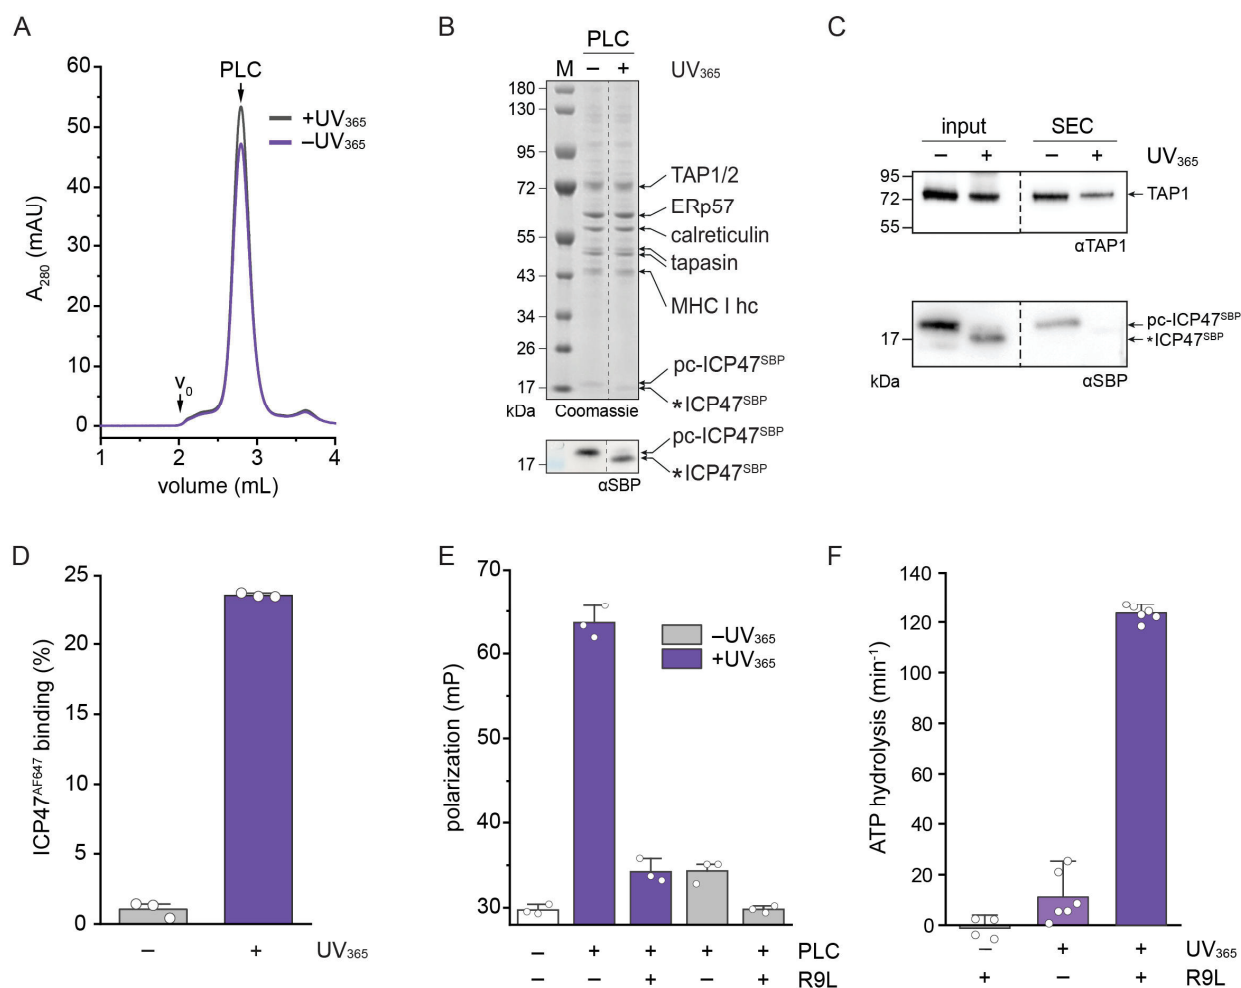 A
60
50
40
30
20
10
0
A280 (mAU)
PLC
+UV365
–UV365
v0
1 2 3 4
volume (mL)
B
PLC
M – + UV365
180
130
95
72
55
43
34
26
17
kDa
TAP1/2
ERp57
calreticulin
tapasin
MHC I hc
pc-ICP47SBP
*ICP47SBP
Coomassie
17
pc-ICP47SBP
*ICP47SBP
αSBP
C
input SEC
– + – + UV365
95
72
55
TAP1
αTAP1
17
pc-ICP47SBP
*ICP47SBP
kDa
αSBP
D
25
20
15
10
5
0
ICP47AF647 binding (%)
– + UV365
E
70
60
50
40
30
polarization (mP)
–UV365
+UV365
– + + + + PLC
– – + – + R9L
F
140
120
100
80
60
40
20
0
ATP hydrolysis (min-1)
– + + UV365
+ – + R9L